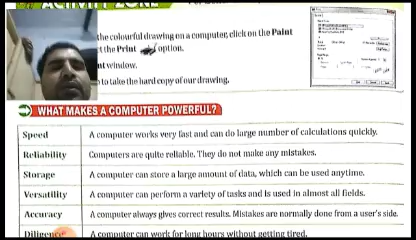 ACTIVITY ZONE
the colourful drawing on a computer, click on the Paint
t the Print option.
nt window.
to take the hard copy of our drawing.
WHAT MAKES A COMPUTER POWERFUL?
Speed A computer works very fast and can do large number of calculations quickly.
Reliability Computers are quite reliable. They do not make any mistakes.
Storage A computer can store a large amount of data, which can be used anytime.
Versatility A computer can perform a variety of tasks and is used in almost all fields.
Accuracy A computer always gives correct results. Mistakes are normally done from a user's side.
Diligence A computer can work for long hours without getting tired.